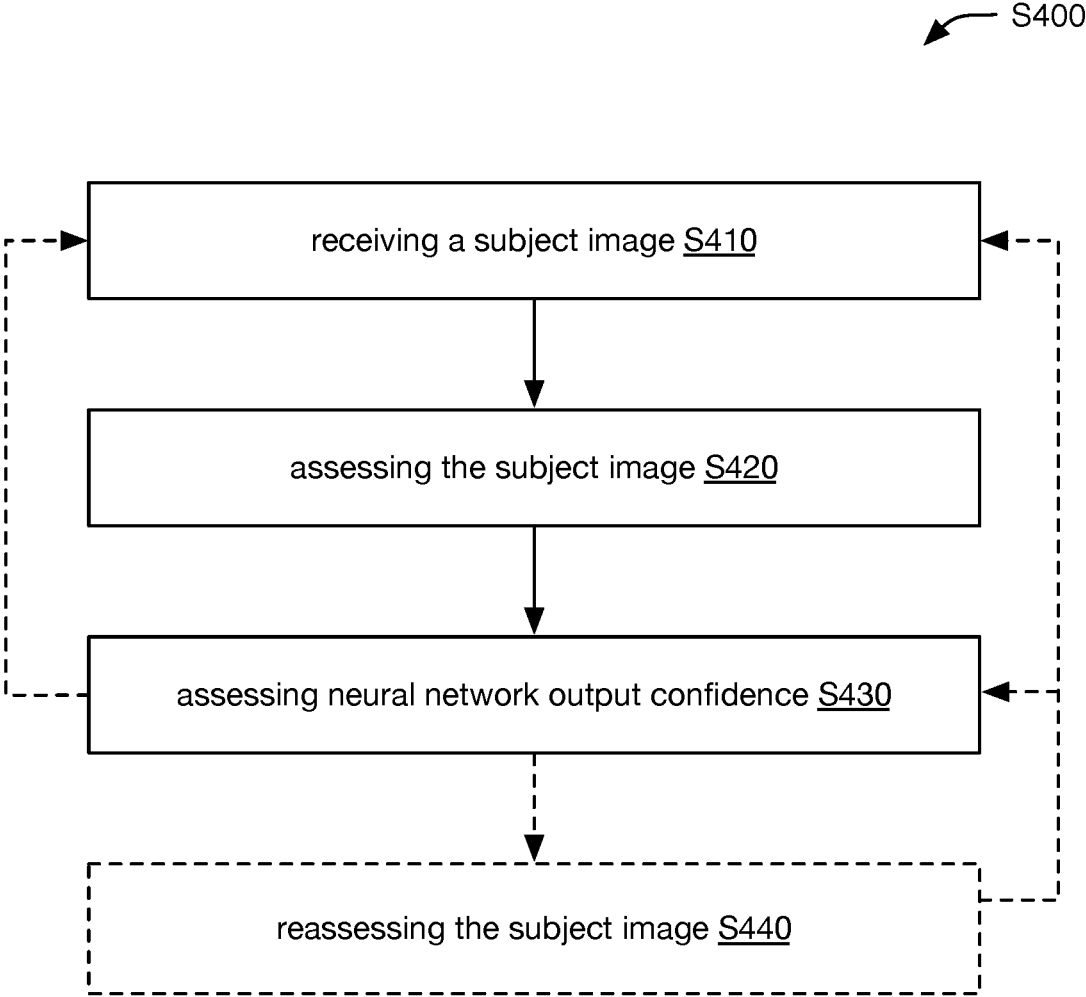 S400
receiving a subject image S410
assessing the subject image S420
assessing neural network output confidence S430
reassessing the subject image S440